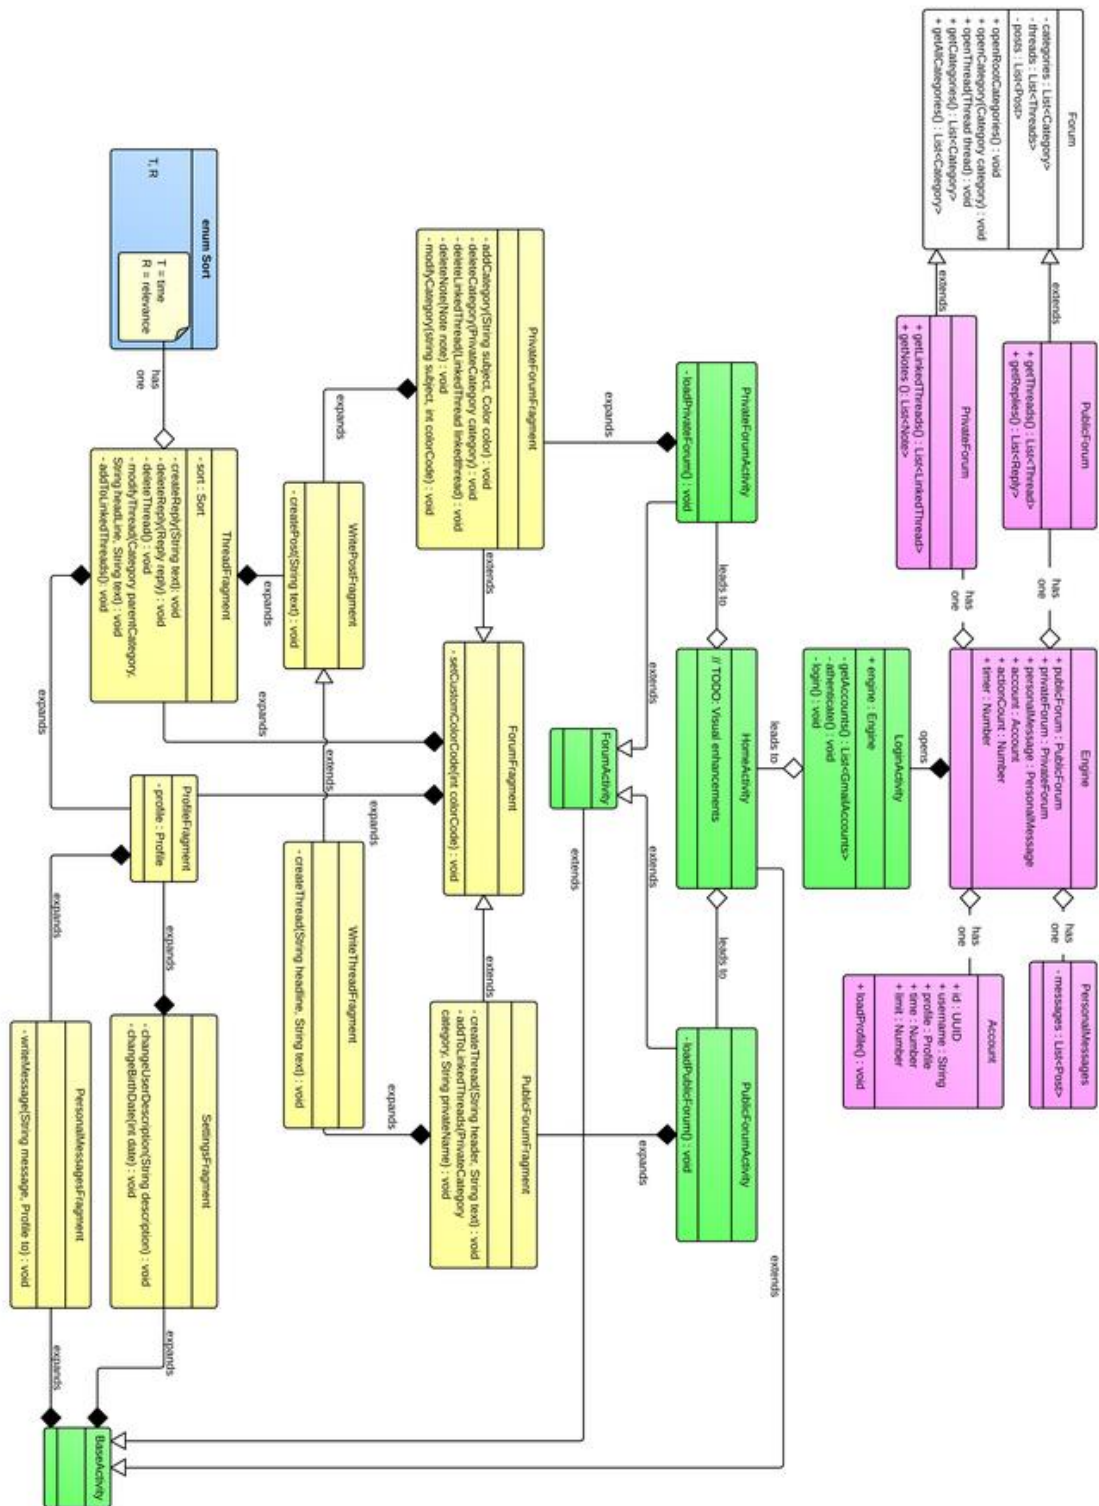 Forum
- categories : List<Category>
- threads : List<Threads>
- posts : List<Post>
+ openRootCategories() : void
+ openCategory(Category category) : void
+ openThread(Thread thread) : void
+ getCategories() : List<Category>
+ getAllCategories() : List<Category>
extends
extends
PublicForum
+ getThreads() : List<Thread>
+ getReplies() : List<Reply>
PrivateForum
+ getLinkedThreads() : List<LinkedThread>
+ getNotes (): List<Note>
has
one
has
one
Engine
+ publicForum : PublicForum
+ privateForum : PrivateForum
+ personalMessage : PersonalMessage
+ account : Account
+ actionCount : Number
+ timer : Number
has
one
has
one
PersonalMessages
- messages : List<Post>
Account
+ id : UUID
+ username : String
+ profile : Profile
+ time : Number
+ limit : Number
+ loadProfile() : void
opens
LoginActivity
+ engine : Engine
- getAccounts() : List<GmailAccounts>
- athenticate() : void
- login() : void
leads to
PrivateForumActivity
- loadPrivateForum() : void
leads to
HomeActivity
// TODO: Visual enhancements
leads to
PublicForumActivity
- loadPublicForum() : void
extends
extends
extends
ForumActivity
extends
expands
expands
PrivateForumFragment
- addCategory(String subject, Color color) : void
- deleteCategory(PrivateCategory category) : void
- deleteLinkedThread(LinkedThread linkedthread) : void
- deleteNote(Note note) : void
- modifyCategory(string subject, int colorCode) : void
extends
ForumFragment
- setCustomColorCode(int colorCode) : void
extends
PublicForumFragment
- createThread(String header, String text) : void
- addToLinkedThreads(PrivateCategory
category, String privateName) : void
expands
expands
expands
WritePostFragment
- createPost(String text) : void
extends
WriteThreadFragment
- createThread(String headline, String text) : void
expands
expands
enum Sort
T, R
T = time
R = relevance
has
one
ThreadFragment
- sort : Sort
- createReply(String text): void
- deleteReply(Reply reply) : void
- deleteThread() : void
- modifyThread(Category parentCategory,
String headLine, String text) : void
- addToLinkedThreads(): void
expands
ProfileFragment
- profile : Profile
expands
SettingsFragment
- changeUserDescription(String description) : void
- changeBirthDate(int date) : void
expands
expands
PersonalMessagesFragment
- writeMessage(String message, Profile to) : void
expands
BaseActivity